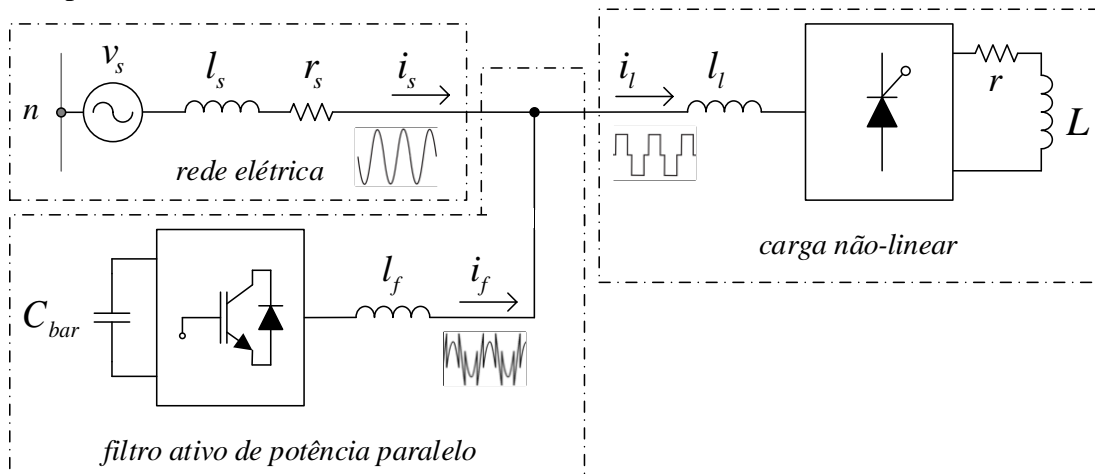 n
v_s
l_s
r_s
i_s
rede elétrica
i_l
l_l
r
L
carga não-linear
C_bar
l_f
i_f
filtro ativo de potência paralelo